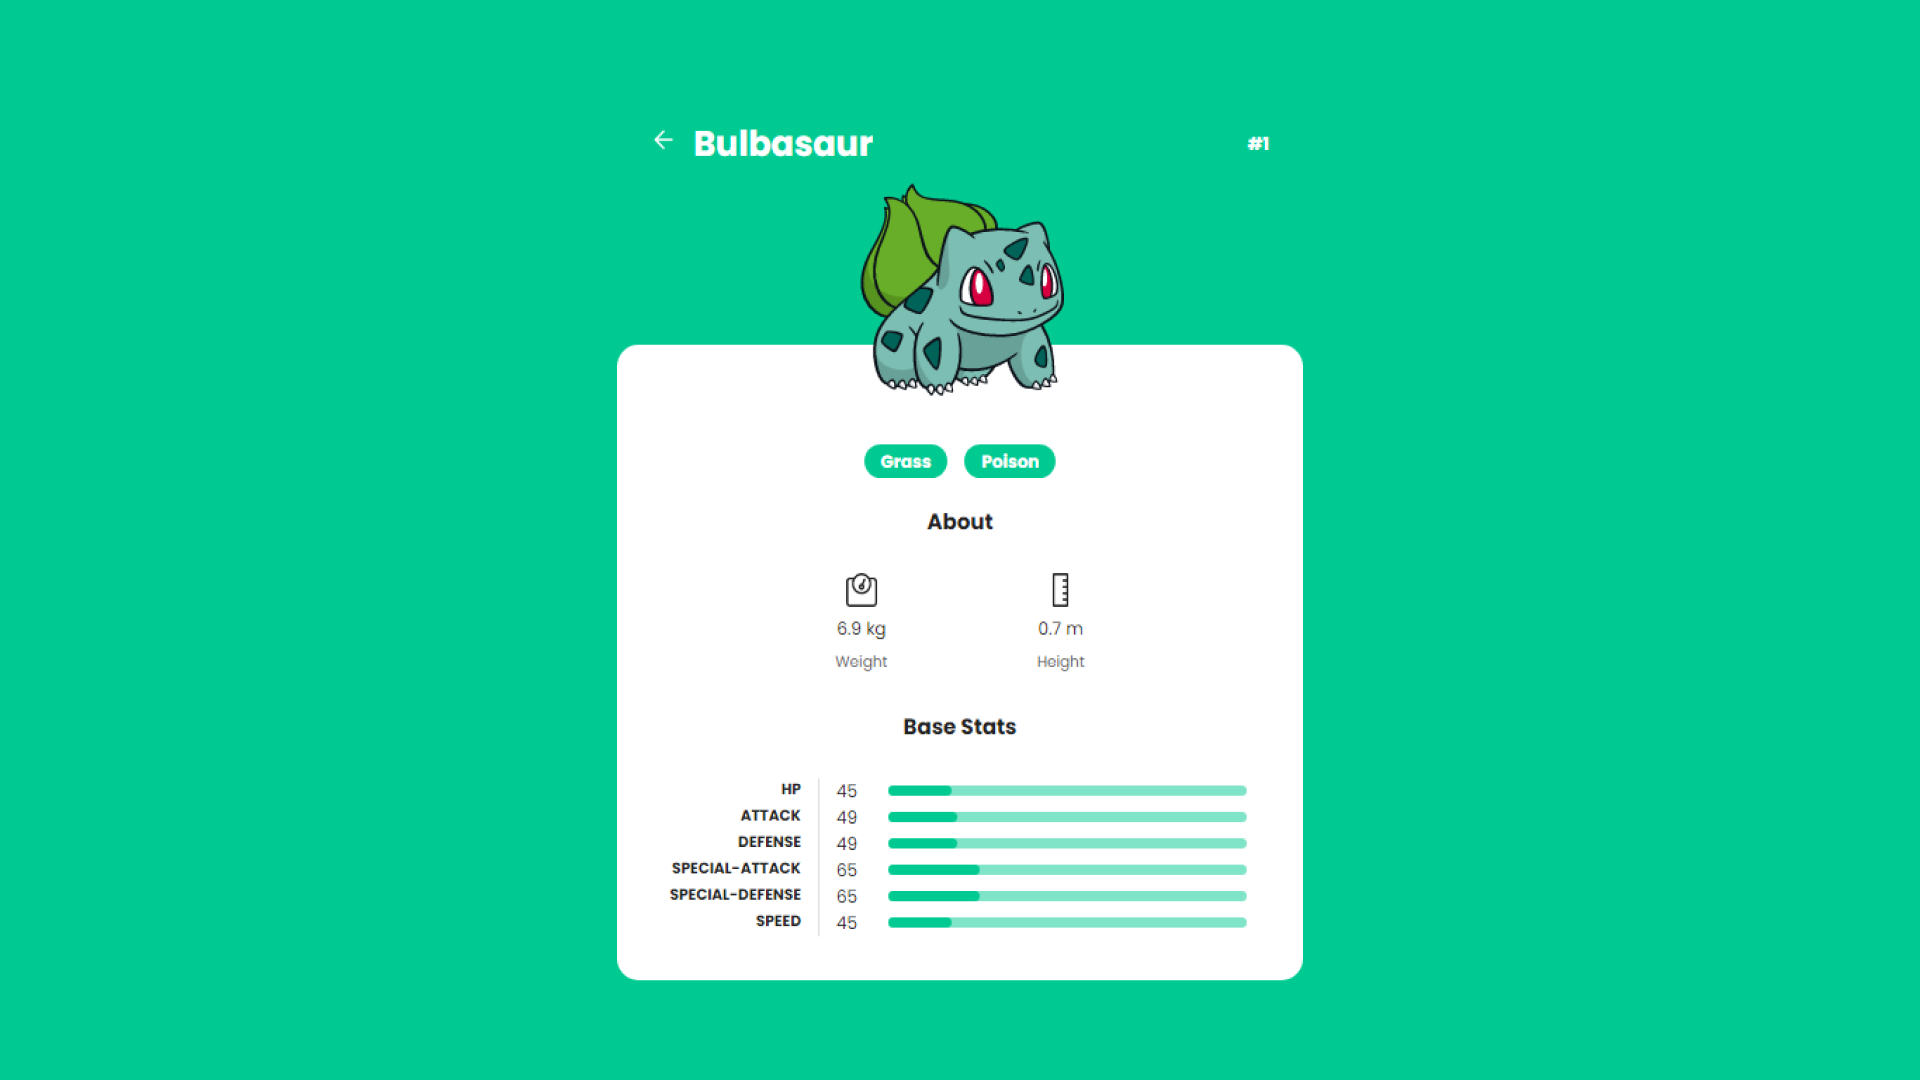 Bulbasaur #1
Grass Poison
About
6.9 kg 0.7 m
Weight Height
Base Stats
HP 45
ATTACK 49
DEFENSE 49
SPECIAL-ATTACK 65
SPECIAL-DEFENSE 65
SPEED 45